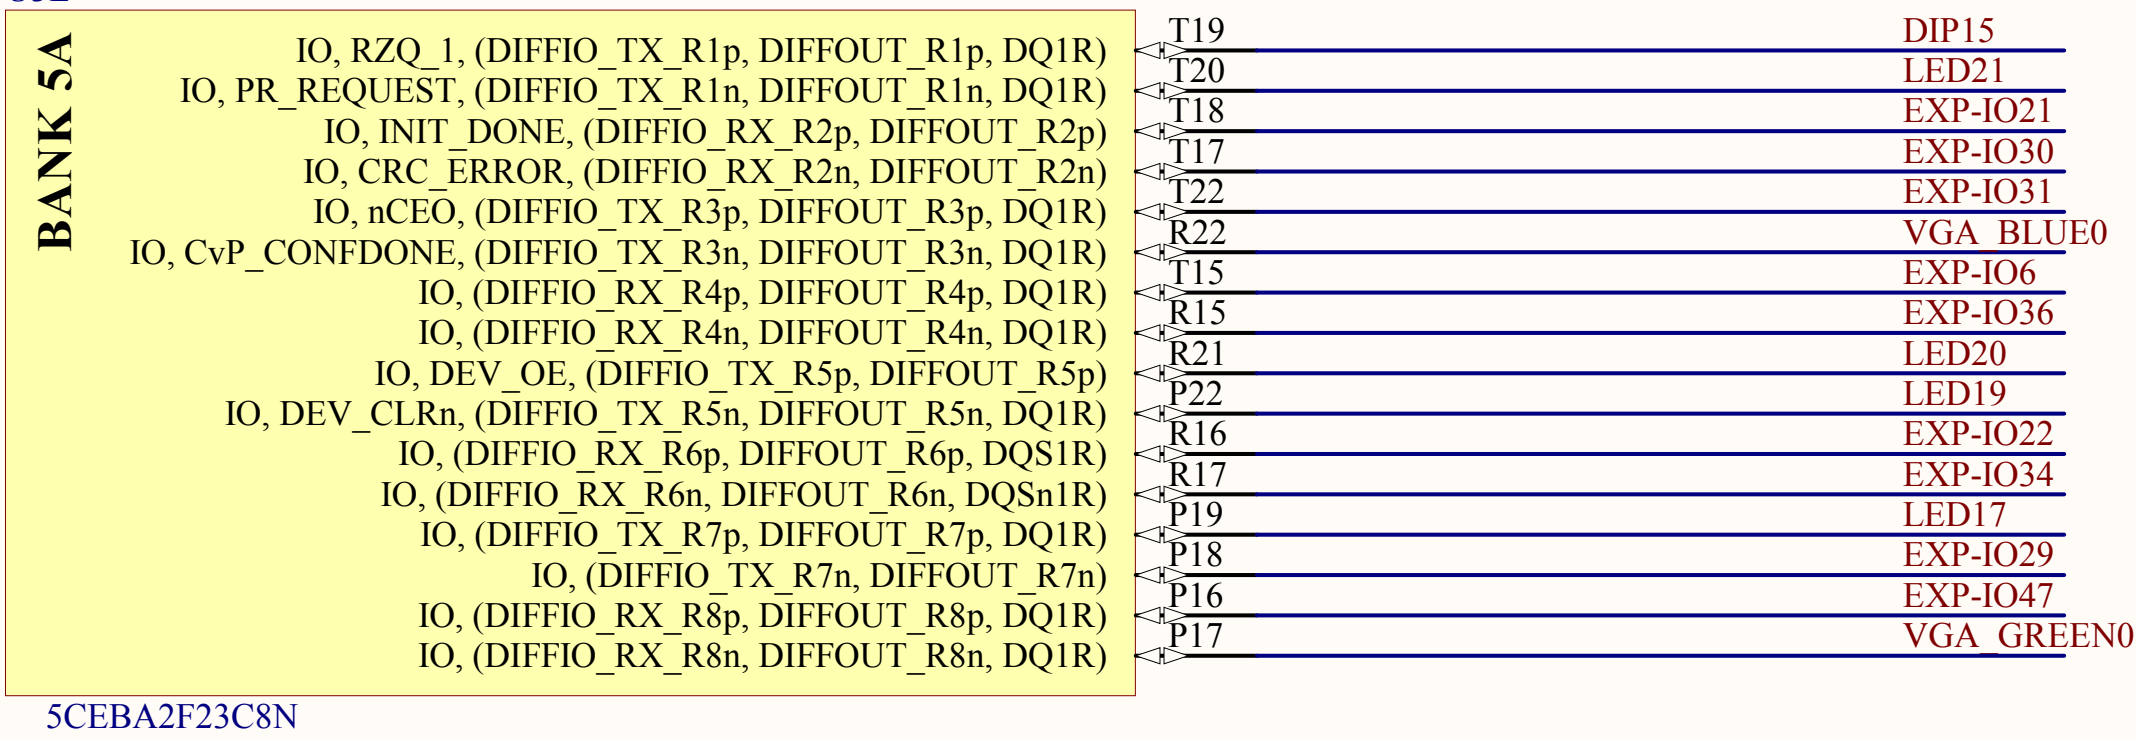 BANK 5A
IO, RZQ_1, (DIFFIO_TX_R1p, DIFFOUT_R1p, DQ1R) T19 DIP15
IO, PR_REQUEST, (DIFFIO_TX_R1n, DIFFOUT_R1n, DQ1R) T20 LED21
IO, INIT_DONE, (DIFFIO_RX_R2p, DIFFOUT_R2p) T18 EXP-IO21
IO, CRC_ERROR, (DIFFIO_RX_R2n, DIFFOUT_R2n) T17 EXP-IO30
IO, nCEO, (DIFFIO_TX_R3p, DIFFOUT_R3p, DQ1R) T22 EXP-IO31
IO, CvP_CONFDONE, (DIFFIO_TX_R3n, DIFFOUT_R3n, DQ1R) R22 VGA_BLUE0
IO, (DIFFIO_RX_R4p, DIFFOUT_R4p, DQ1R) T15 EXP-IO6
IO, (DIFFIO_RX_R4n, DIFFOUT_R4n, DQ1R) R15 EXP-IO36
IO, DEV_OE, (DIFFIO_TX_R5p, DIFFOUT_R5p) R21 LED20
IO, DEV_CLRn, (DIFFIO_TX_R5n, DIFFOUT_R5n, DQ1R) P22 LED19
IO, (DIFFIO_RX_R6p, DIFFOUT_R6p, DQS1R) R16 EXP-IO22
IO, (DIFFIO_RX_R6n, DIFFOUT_R6n, DQSn1R) R17 EXP-IO34
IO, (DIFFIO_TX_R7p, DIFFOUT_R7p, DQ1R) P19 LED17
IO, (DIFFIO_TX_R7n, DIFFOUT_R7n) P18 EXP-IO29
IO, (DIFFIO_RX_R8p, DIFFOUT_R8p, DQ1R) P16 EXP-IO47
IO, (DIFFIO_RX_R8n, DIFFOUT_R8n, DQ1R) P17 VGA_GREEN0
5CEBA2F23C8N